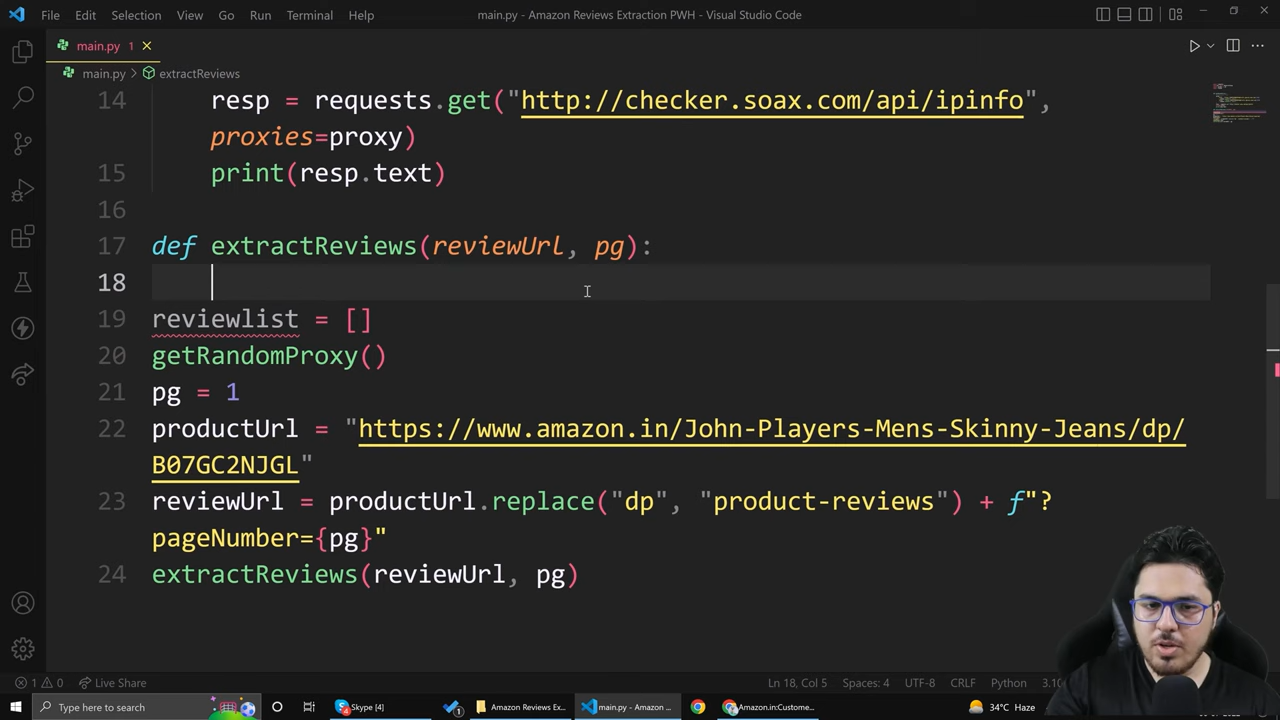 File Edit Selection View Go Run Terminal Help main.py - Amazon Reviews Extraction PWH - Visual Studio Code
main.py 1
main.py > extractReviews
14 resp = requests.get("http://checker.soax.com/api/ipinfo",
proxies=proxy)
15 print(resp.text)
16
17 def extractReviews(reviewUrl, pg):
18
19 reviewlist = []
20 getRandomProxy()
21 pg = 1
22 productUrl = "https://www.amazon.in/John-Players-Mens-Skinny-Jeans/dp/
B07GC2NJGL"
23 reviewUrl = productUrl.replace("dp", "product-reviews") + f"?
pageNumber={pg}"
24 extractReviews(reviewUrl, pg)
1 0 Live Share Ln 18, Col 5 Spaces: 4 UTF-8 CRLF Python 3.10
Type here to search Skype [4] 1 Amazon Reviews Ex... main.py - Amazon ... Amazon.in:Custome... 34°C Haze